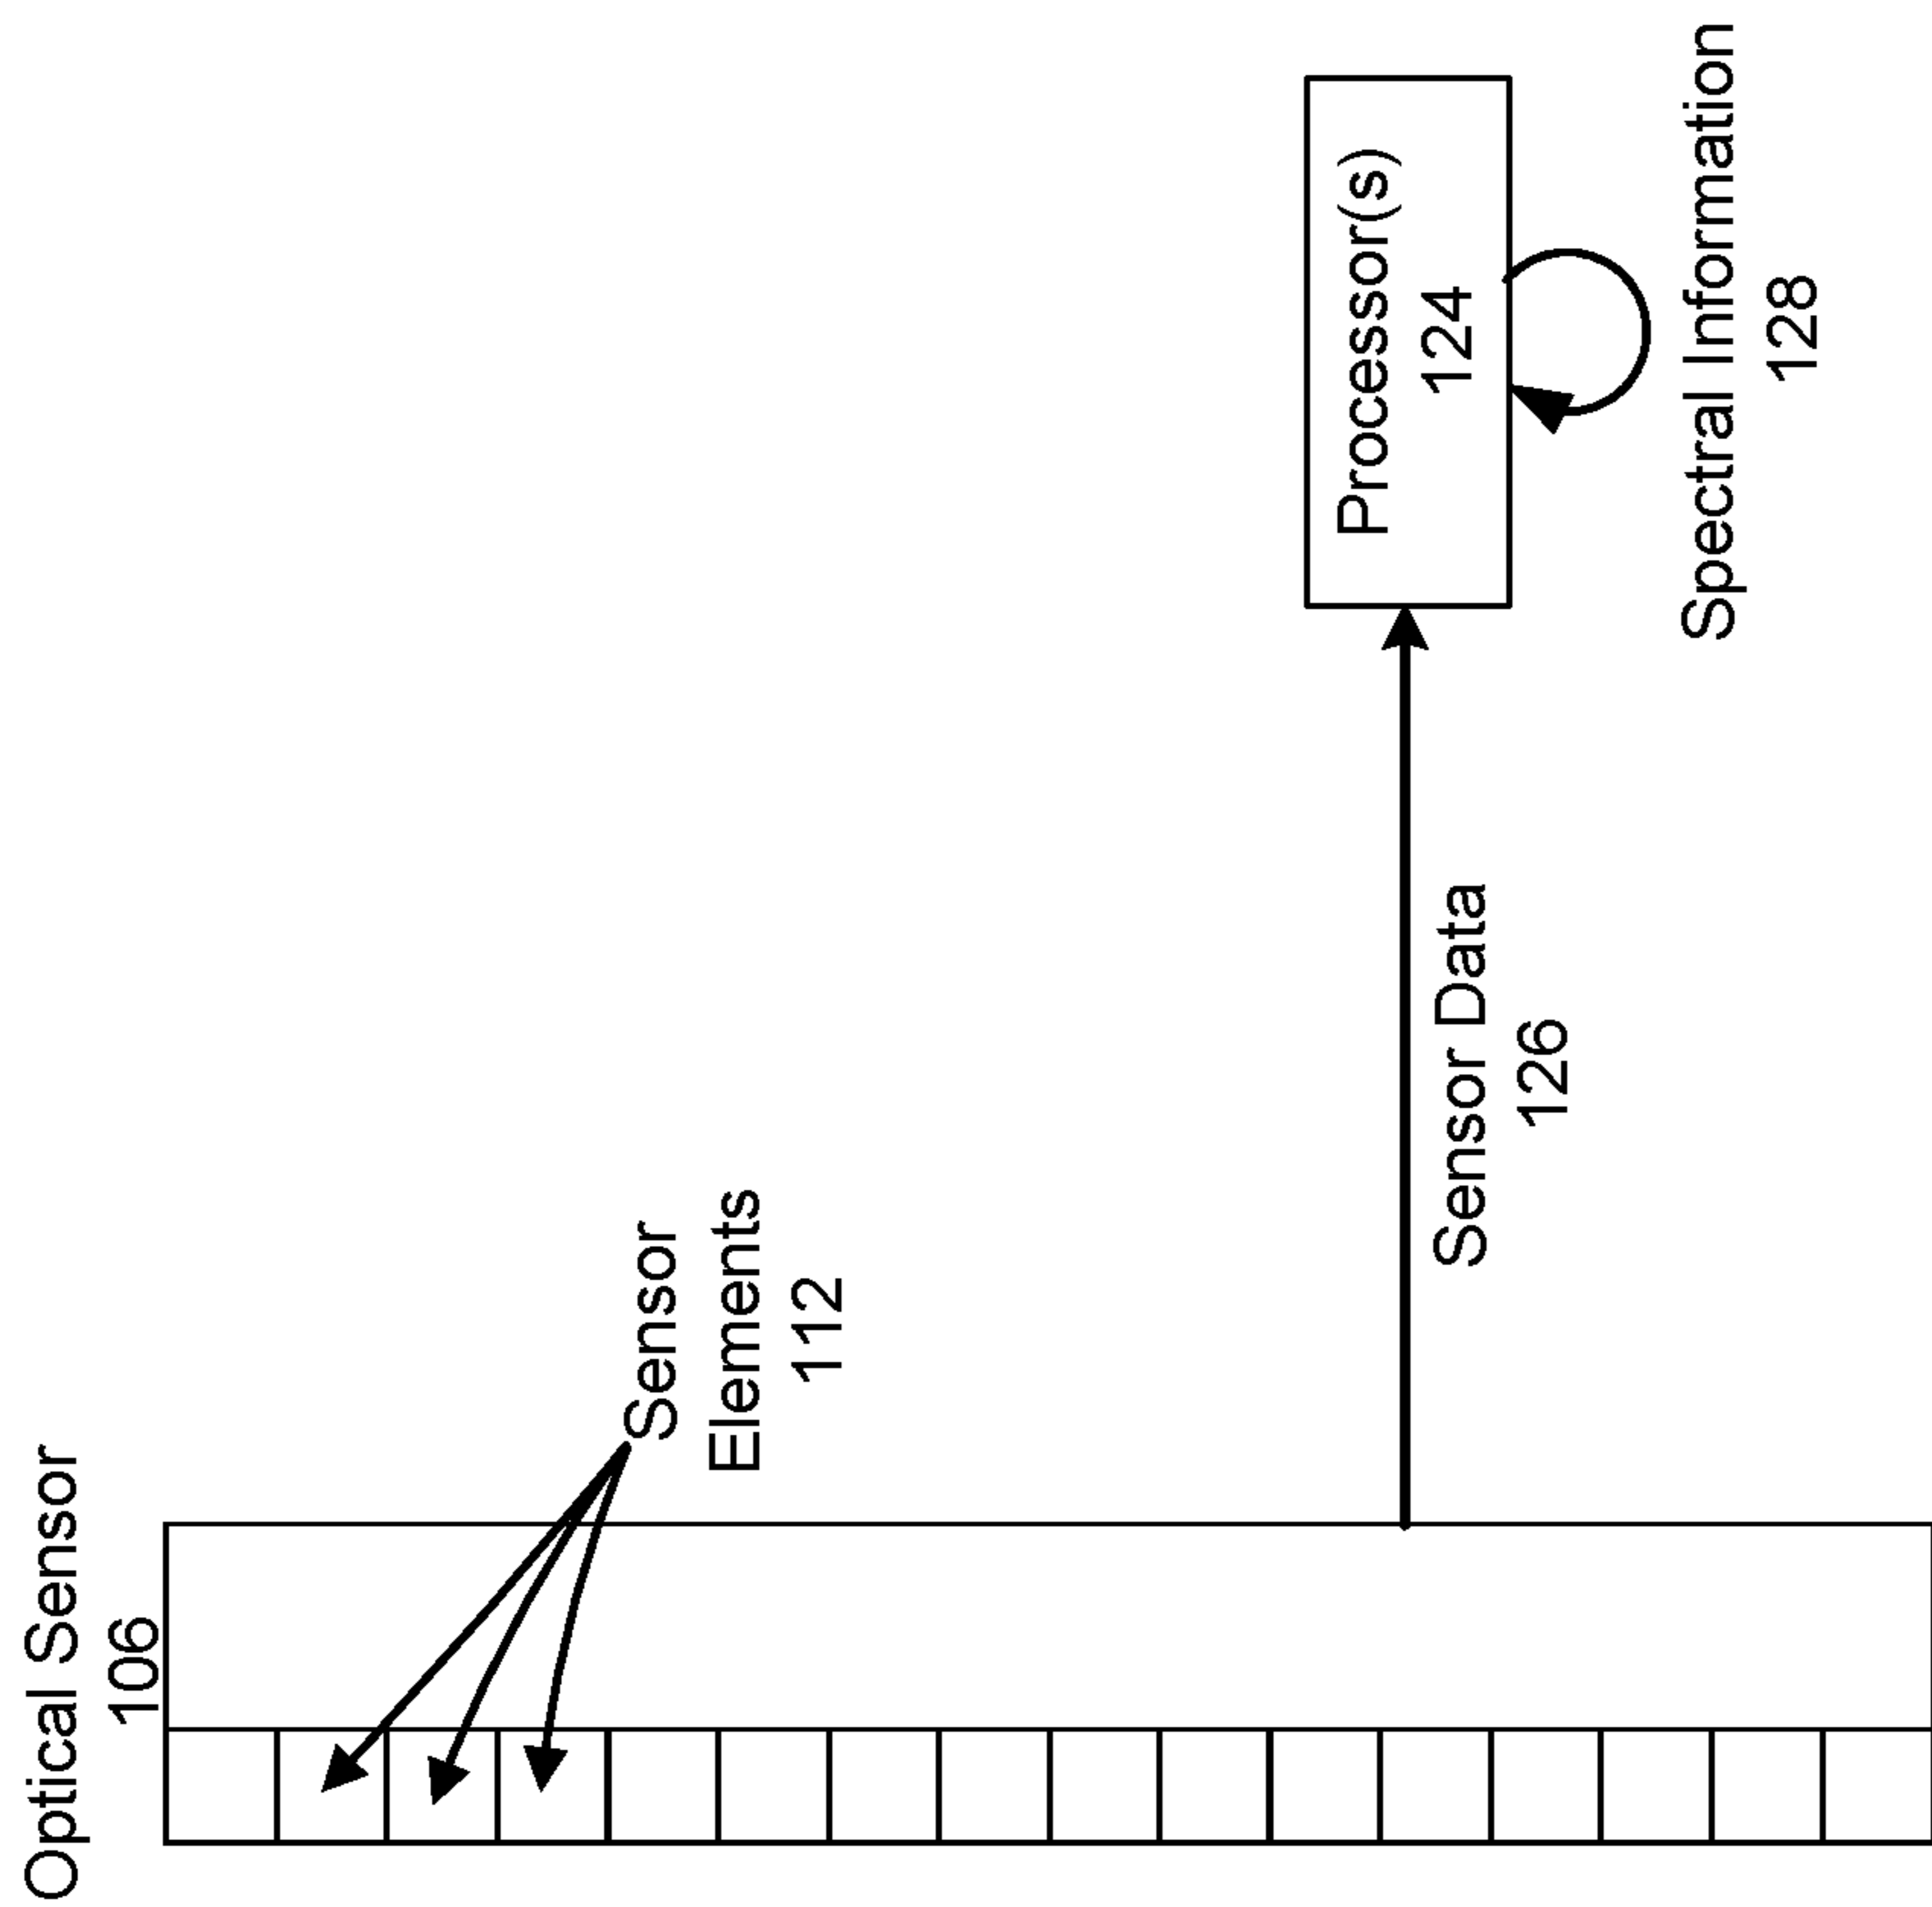 Optical Sensor
106
Sensor
Elements
112
Processor(s)
124
Sensor Data
126
Spectral Information
128